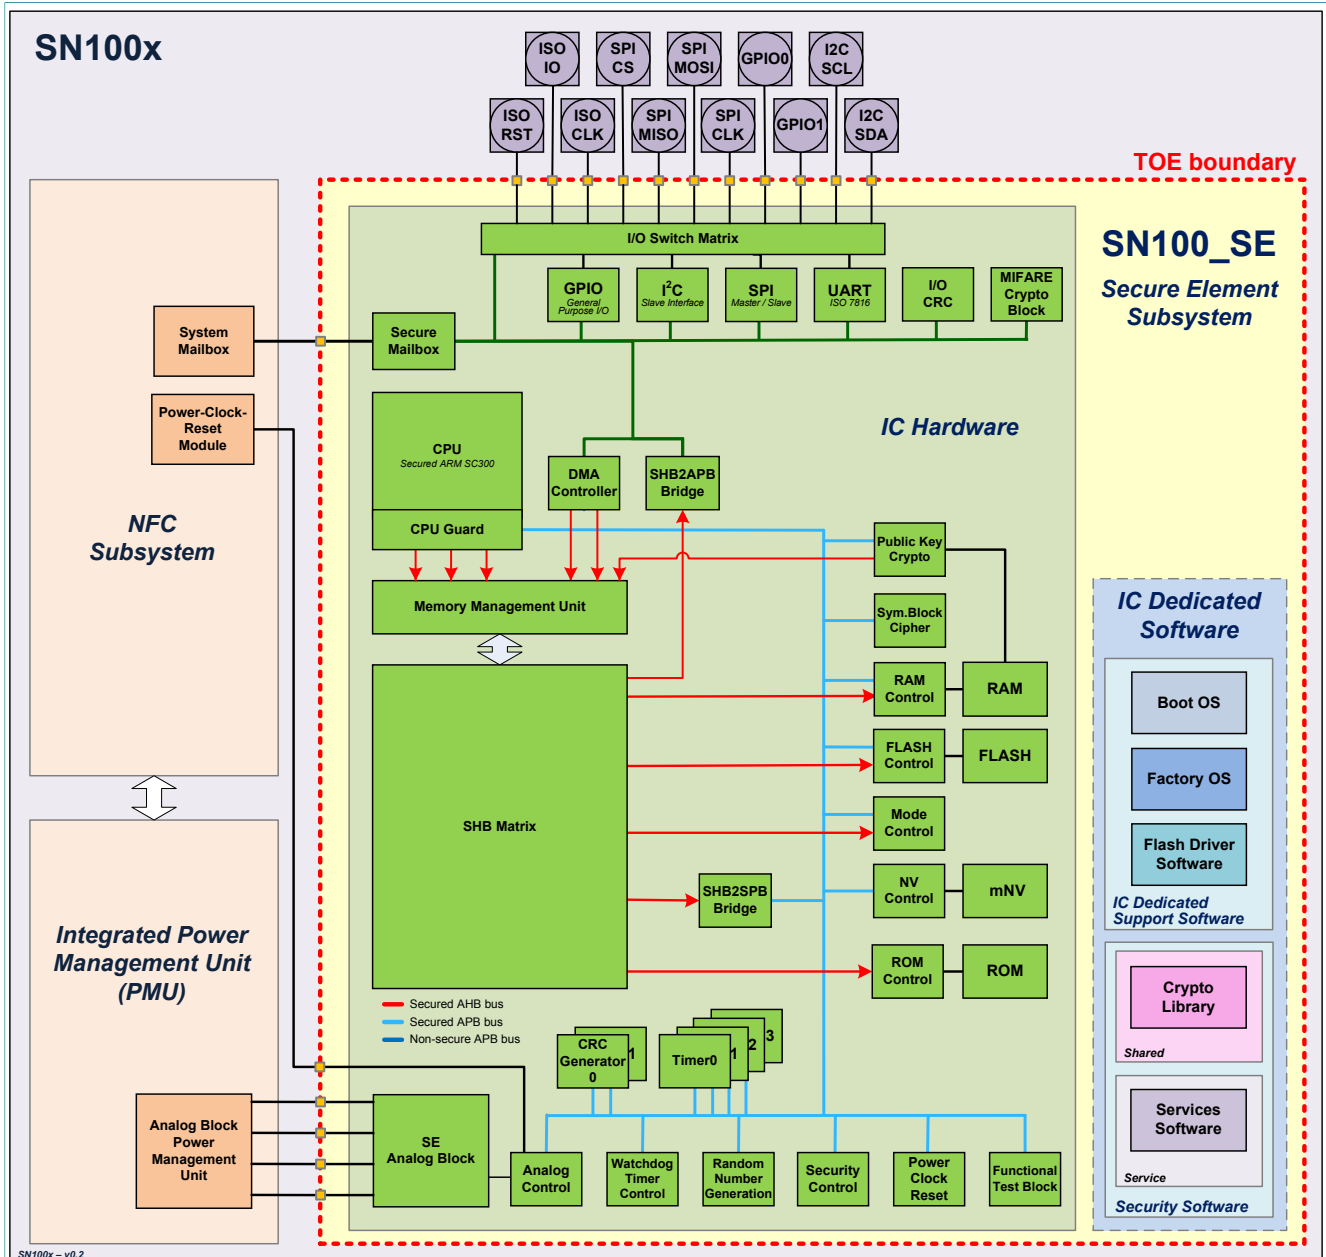 SN100x
ISO
IO
SPI
CS
SPI
MOSI
GPIO0
I2C
SCL
ISO
RST
ISO
CLK
SPI
MISO
SPI
CLK
GPIO1
I2C
SDA
TOE boundary
SN100_SE
Secure Element
Subsystem
I/O Switch Matrix
GPIO
General
Purpose I/O
I²C
Slave Interface
SPI
Master / Slave
UART
ISO 7816
I/O
CRC
MIFARE
Crypto
Block
System
Mailbox
Secure
Mailbox
Power-Clock-
Reset
Module
NFC
Subsystem
IC Hardware
CPU
Secured ARM SC300
CPU Guard
DMA
Controller
SHB2APB
Bridge
Public Key
Crypto
Memory Management Unit
Sym.Block
Cipher
RAM
Control
RAM
FLASH
Control
FLASH
SHB Matrix
Mode
Control
SHB2SPB
Bridge
NV
Control
mNV
ROM
Control
ROM
IC Dedicated
Software
Boot OS
Factory OS
Flash Driver
Software
IC Dedicated
Support Software
Crypto
Library
Shared
Services
Software
Service
Security Software
Integrated Power
Management Unit
(PMU)
Secured AHB bus
Secured APB bus
Non-secure APB bus
CRC
Generator
0
1
Timer0
1
2
3
Analog Block
Power
Management
Unit
SE
Analog Block
Analog
Control
Watchdog
Timer
Control
Random
Number
Generation
Security
Control
Power
Clock
Reset
Functional
Test Block
SN100x – v0.2